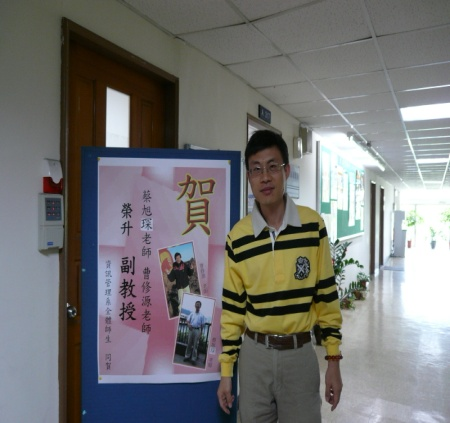 賀
蔡旭琛老師 曹修源老師
榮升 副教授
資訊管理系全體師生 同賀